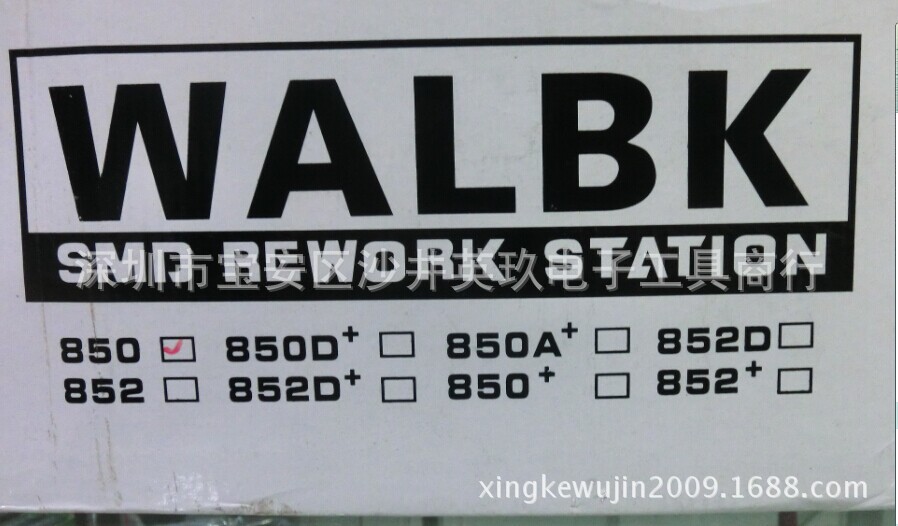 WALBK
SMD REWORK STATION
深圳市宝安区沙井英玖电子工具商行
850 850D+ 850A+ 852D
852 852D+ 850+ 852+
xingkewujin2009.1688.com